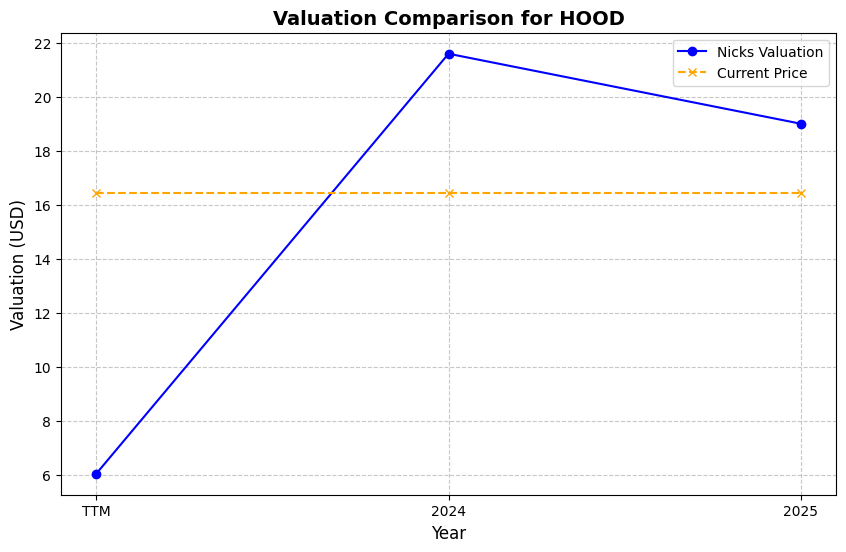 Valuation Comparison for HOOD
Nicks Valuation
Current Price
Valuation (USD)
22
20
18
16
14
12
10
8
6
TTM
2024
2025
Year